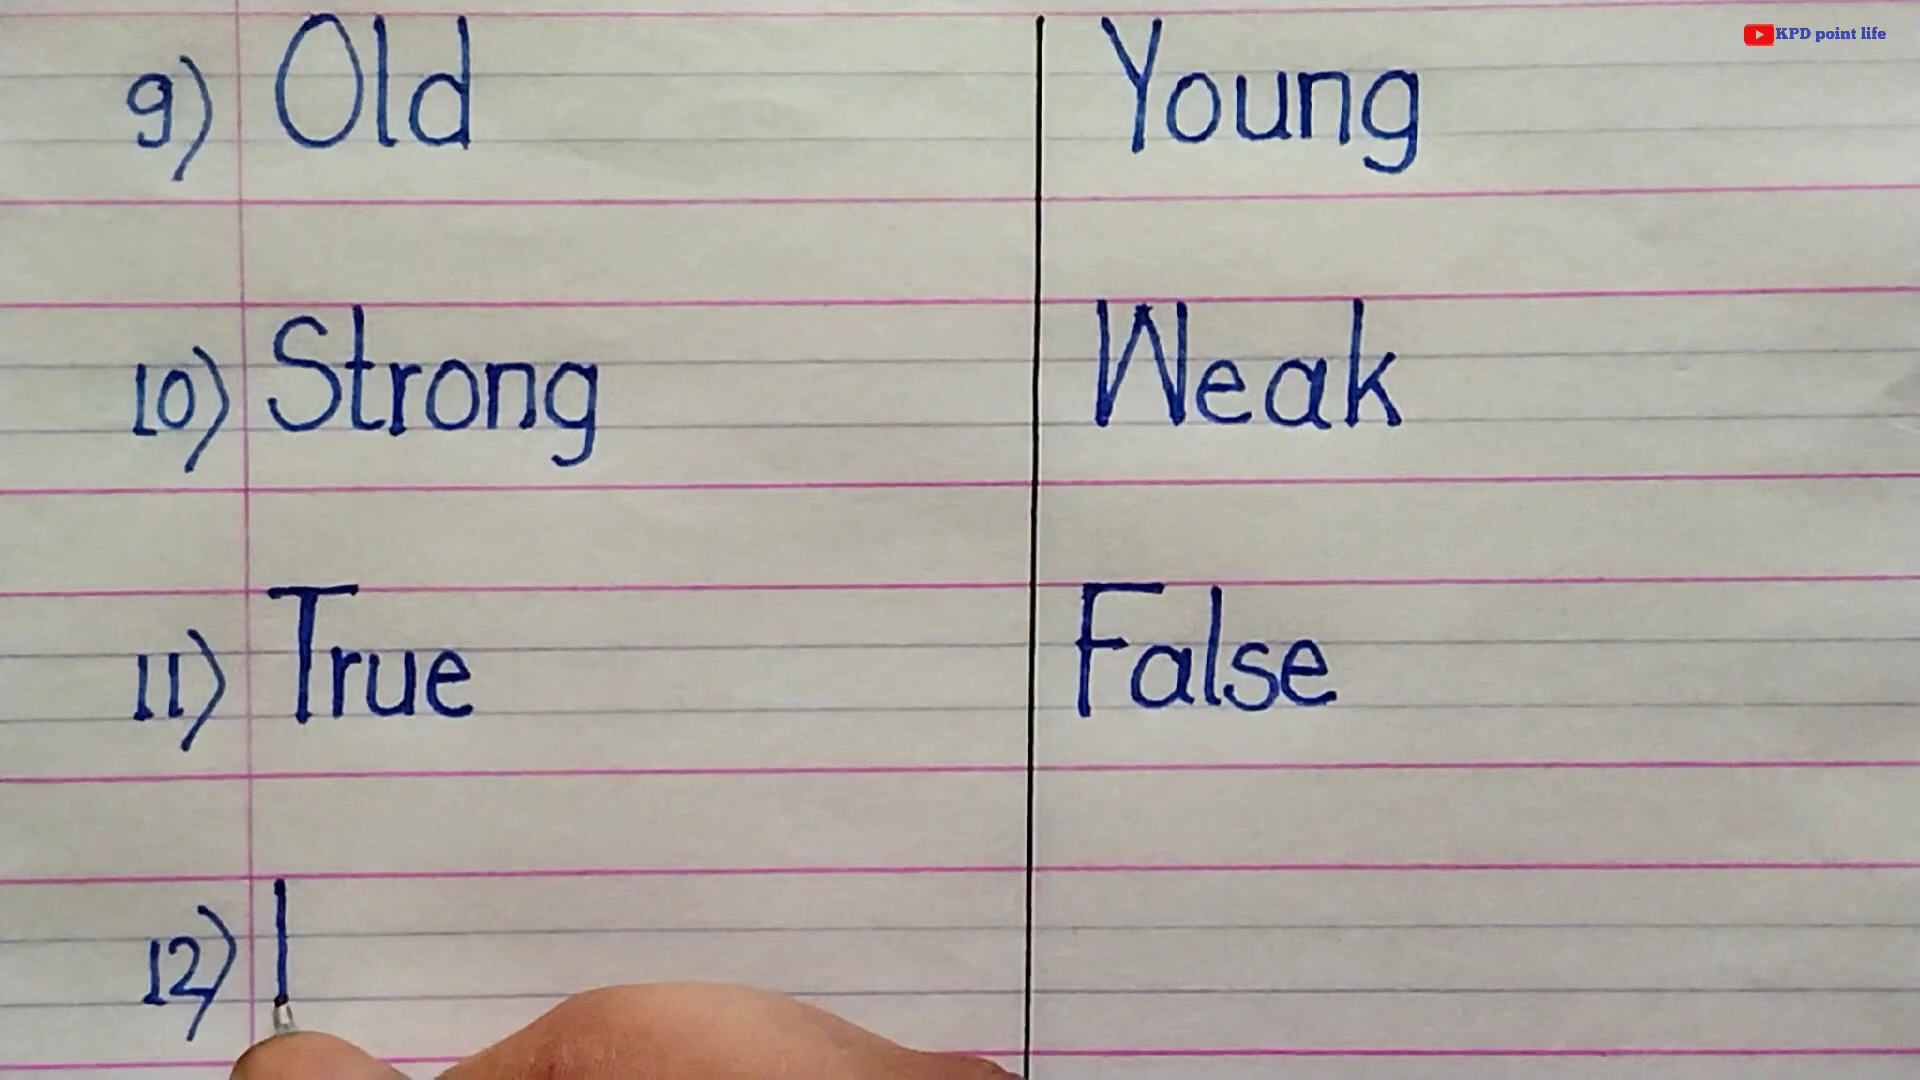 KPD point life
9) Old Young
10) Strong Weak
11) True False
12)